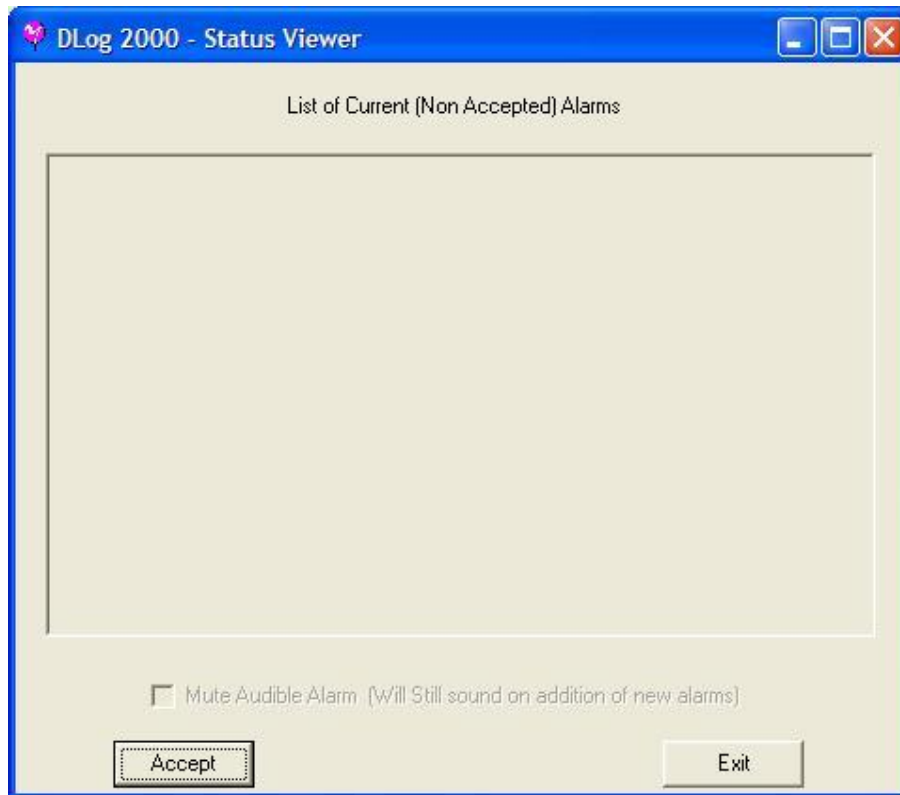 DLog 2000 - Status Viewer
List of Current (Non Accepted) Alarms
Mute Audible Alarm (Will Still sound on addition of new alarms)
Accept
Exit